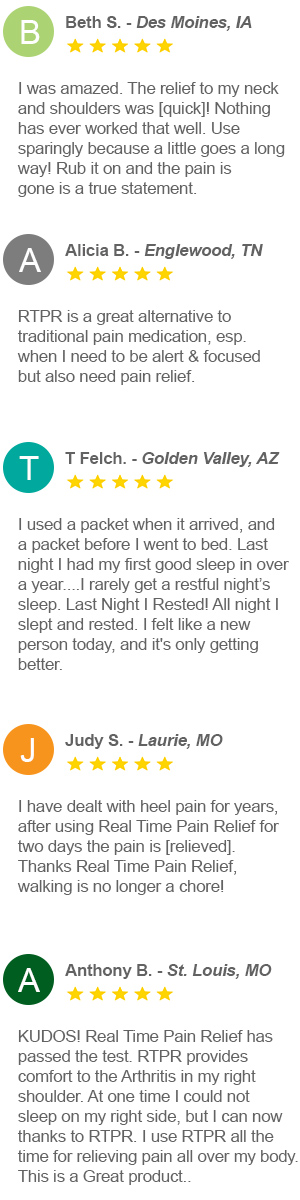 B
Beth S. - Des Moines, IA
I was amazed. The relief to my neck
and shoulders was [quick]! Nothing
has ever worked that well. Use
sparingly because a little goes a long
way! Rub it on and the pain is
gone is a true statement.
A
Alicia B. - Englewood, TN
RTPR is a great alternative to
traditional pain medication, esp.
when I need to be alert & focused
but also need pain relief.
T
T Felch. - Golden Valley, AZ
I used a packet when it arrived, and
a packet before I went to bed. Last
night I had my first good sleep in over
a year....I rarely get a restful night’s
sleep. Last Night I Rested! All night I
slept and rested. I felt like a new
person today, and it's only getting
better.
J
Judy S. - Laurie, MO
I have dealt with heel pain for years,
after using Real Time Pain Relief for
two days the pain is [relieved].
Thanks Real Time Pain Relief,
walking is no longer a chore!
A
Anthony B. - St. Louis, MO
KUDOS! Real Time Pain Relief has
passed the test. RTPR provides
comfort to the Arthritis in my right
shoulder. At one time I could not
sleep on my right side, but I can now
thanks to RTPR. I use RTPR all the
time for relieving pain all over my body.
This is a Great product..